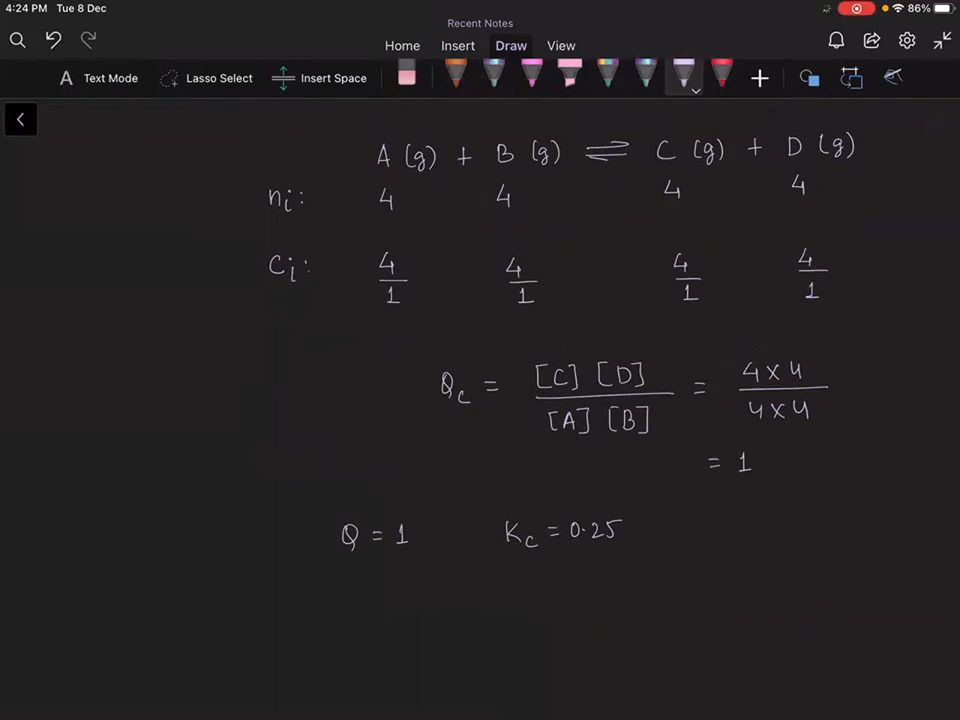 4:24 PM Tue 8 Dec 86%
Recent Notes
Home Insert Draw View
A Text Mode Lasso Select Insert Space
A (g) + B (g) ⇌ C (g) + D (g)
ni: 4 4 4 4
Ci: 4/1 4/1 4/1 4/1
Qc = [C] [D] / [A] [B] = 4 x 4 / 4 x 4
= 1
Q = 1 Kc = 0.25